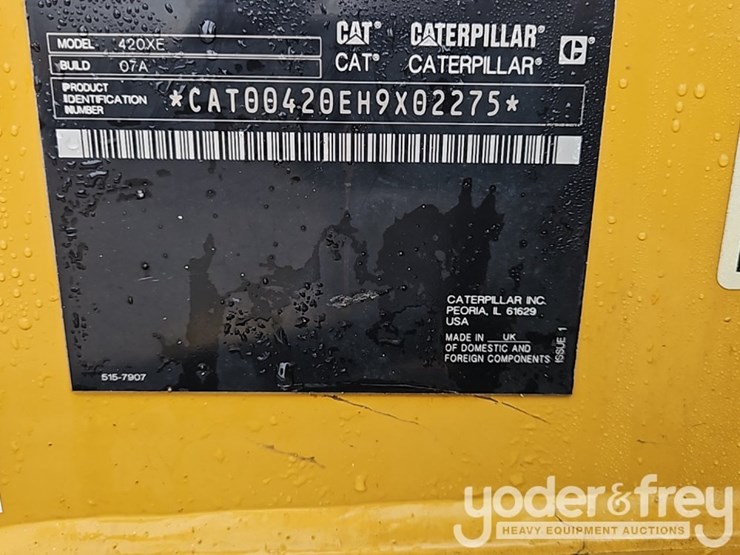 MODEL 420XE
BUILD 07A
CAT® CATERPILLAR®
CAT® CATERPILLAR®
C
PRODUCT
IDENTIFICATION
NUMBER
*CAT00420EH9X02275*
CATERPILLAR INC.
PEORIA, IL 61629
USA
MADE IN UK
OF DOMESTIC AND
FOREIGN COMPONENTS
ISSUE 1
515-7907
yoder&frey
HEAVY EQUIPMENT AUCTIONS